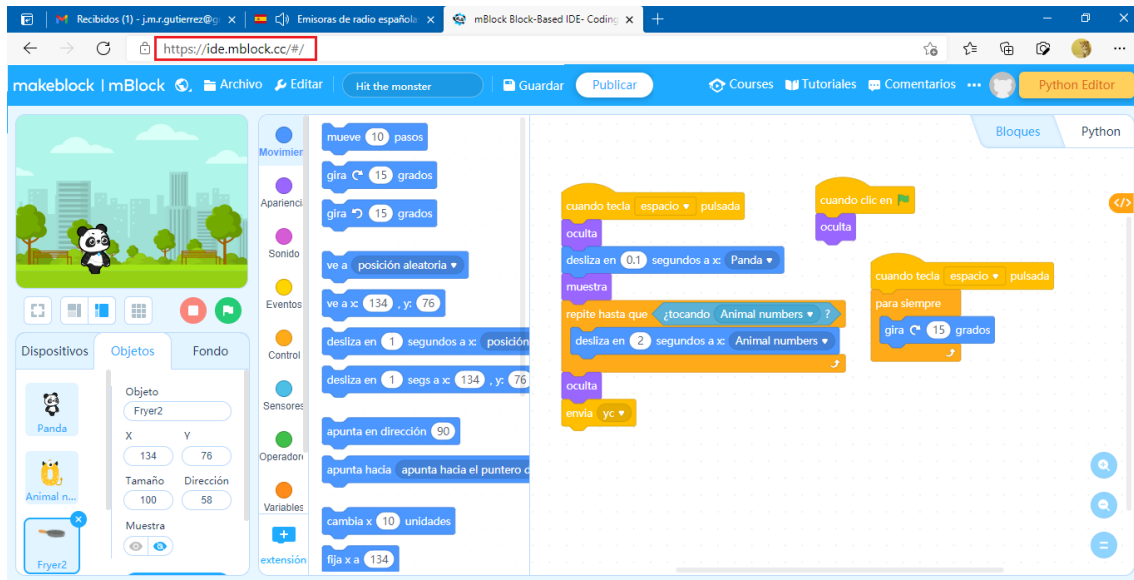 Recibidos (1) - j.m.r.gutierrez@g
Emisoras de radio española
mBlock Block-Based IDE- Coding
https://ide.mblock.cc/#/
makeblock | mBlock
Archivo
Editar
Hit the monster
Guardar
Publicar
Courses
Tutoriales
Comentarios
Python Editor
Movimien
Aparienci
Sonido
Eventos
Control
Sensores
Operador
Variables
extensión
mueve 10 pasos
gira 15 grados
gira 15 grados
ve a posición aleatoria
ve a x: 134 , y: 76
desliza en 1 segundos a x: posición
desliza en 1 segs a x: 134 , y: 76
apunta en dirección 90
apunta hacia apunta hacia el puntero d
cambia x 10 unidades
fija x a 134
Bloques
Python
cuando tecla espacio pulsada
oculta
desliza en 0.1 segundos a x: Panda
muestra
repite hasta que ¿tocando Animal numbers ?
desliza en 2 segundos a x: Animal numbers
oculta
envía yc
cuando clic en
oculta
cuando tecla espacio pulsada
para siempre
gira 15 grados
Dispositivos
Objetos
Fondo
Panda
Animal n...
Fryer2
Objeto
Fryer2
X Y
134 76
Tamaño Dirección
100 58
Muestra